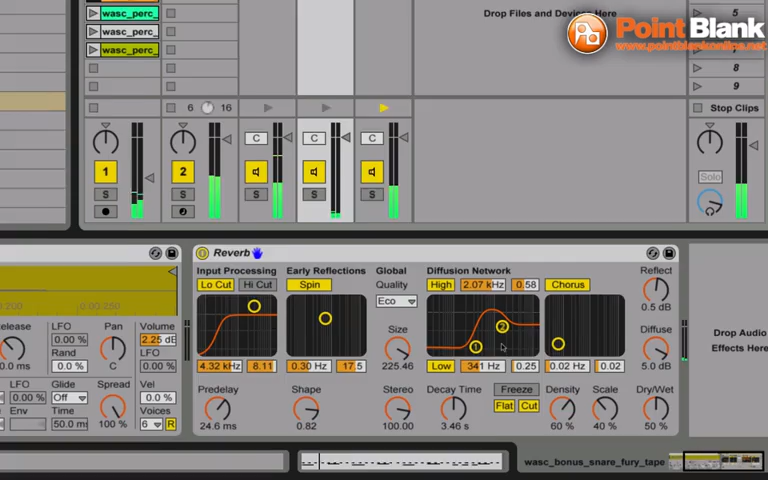 wasc_perc_
wasc_perc_
wasc_perc_
Drop Files and Devices Here
Point Blank
www.pointblankonline.net
5
7
8
9
6 16
Stop Clips
C C C
1 2
S S S S S
Solo
Reverb
Input Processing Early Reflections Global Diffusion Network Reflect
Lo Cut Hi Cut Spin Quality High 2.07 kHz 0.58 Chorus
Eco
0.5 dB
200 0:00:250
Size Diffuse
225.46
4.32 kHz 8.11 0.30 Hz 17.5 Low 341 Hz 0.25 0.02 Hz 0.02 5.0 dB
Predelay Shape Stereo Decay Time Freeze Density Scale Dry/Wet
Flat Cut
24.6 ms 0.82 100.00 3.46 s 60 % 40 % 50 %
LFO Pan Volume
0.00 % 2.25 dB
Rand LFO
0.0 % C 0.00 %
LFO Glide Spread Vel
0.00 % Off 0.0 %
Env Time Voices
50.0 ms 100 % 6 R
Drop Audio
Effects Here
wasc_bonus_snare_fury_tape